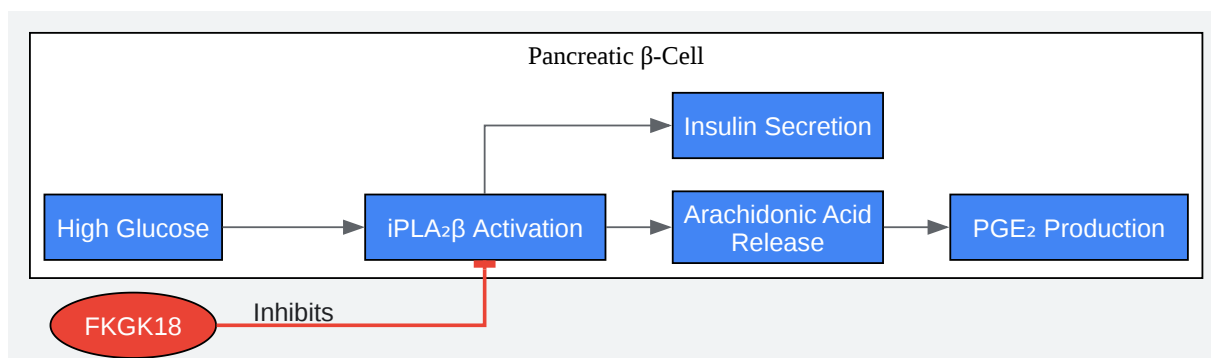 Pancreatic β-Cell
Insulin Secretion
High Glucose
iPLA₂β Activation
Arachidonic Acid
Release
PGE₂ Production
FKGK18
Inhibits